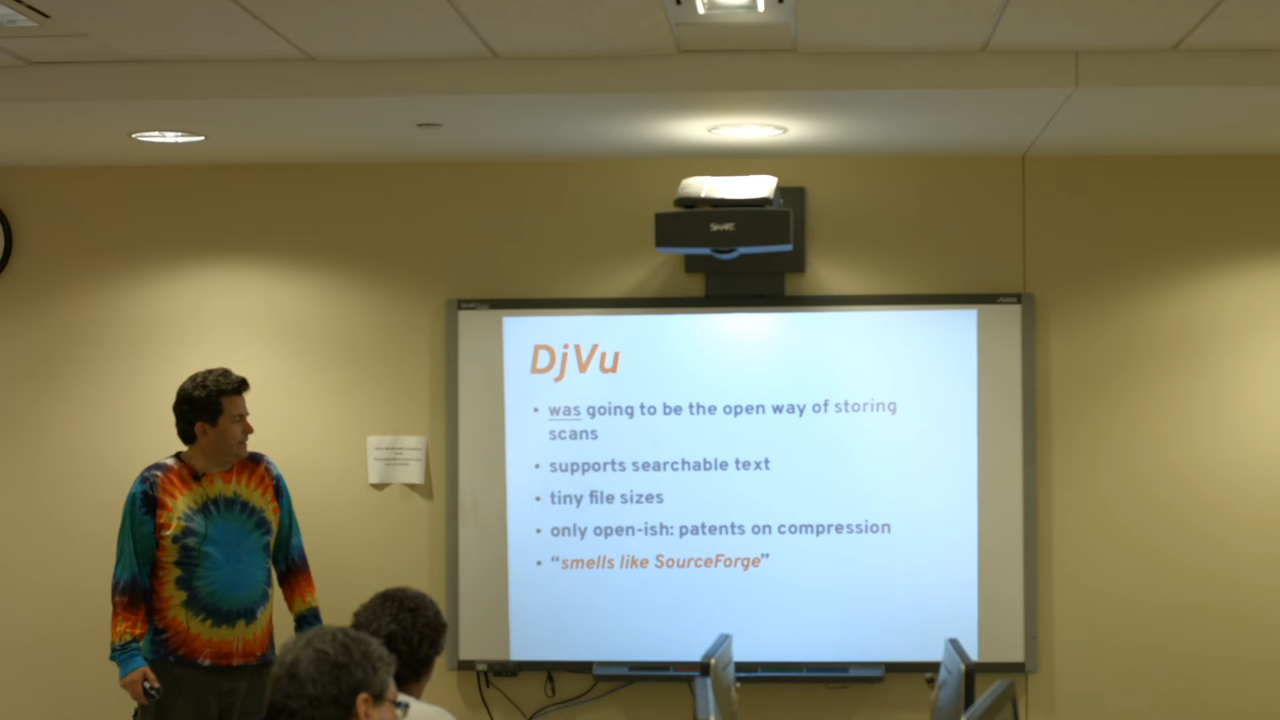 SMART
DjVu
• was going to be the open way of storing
scans
• supports searchable text
• tiny file sizes
• only open-ish: patents on compression
• “smells like SourceForge”